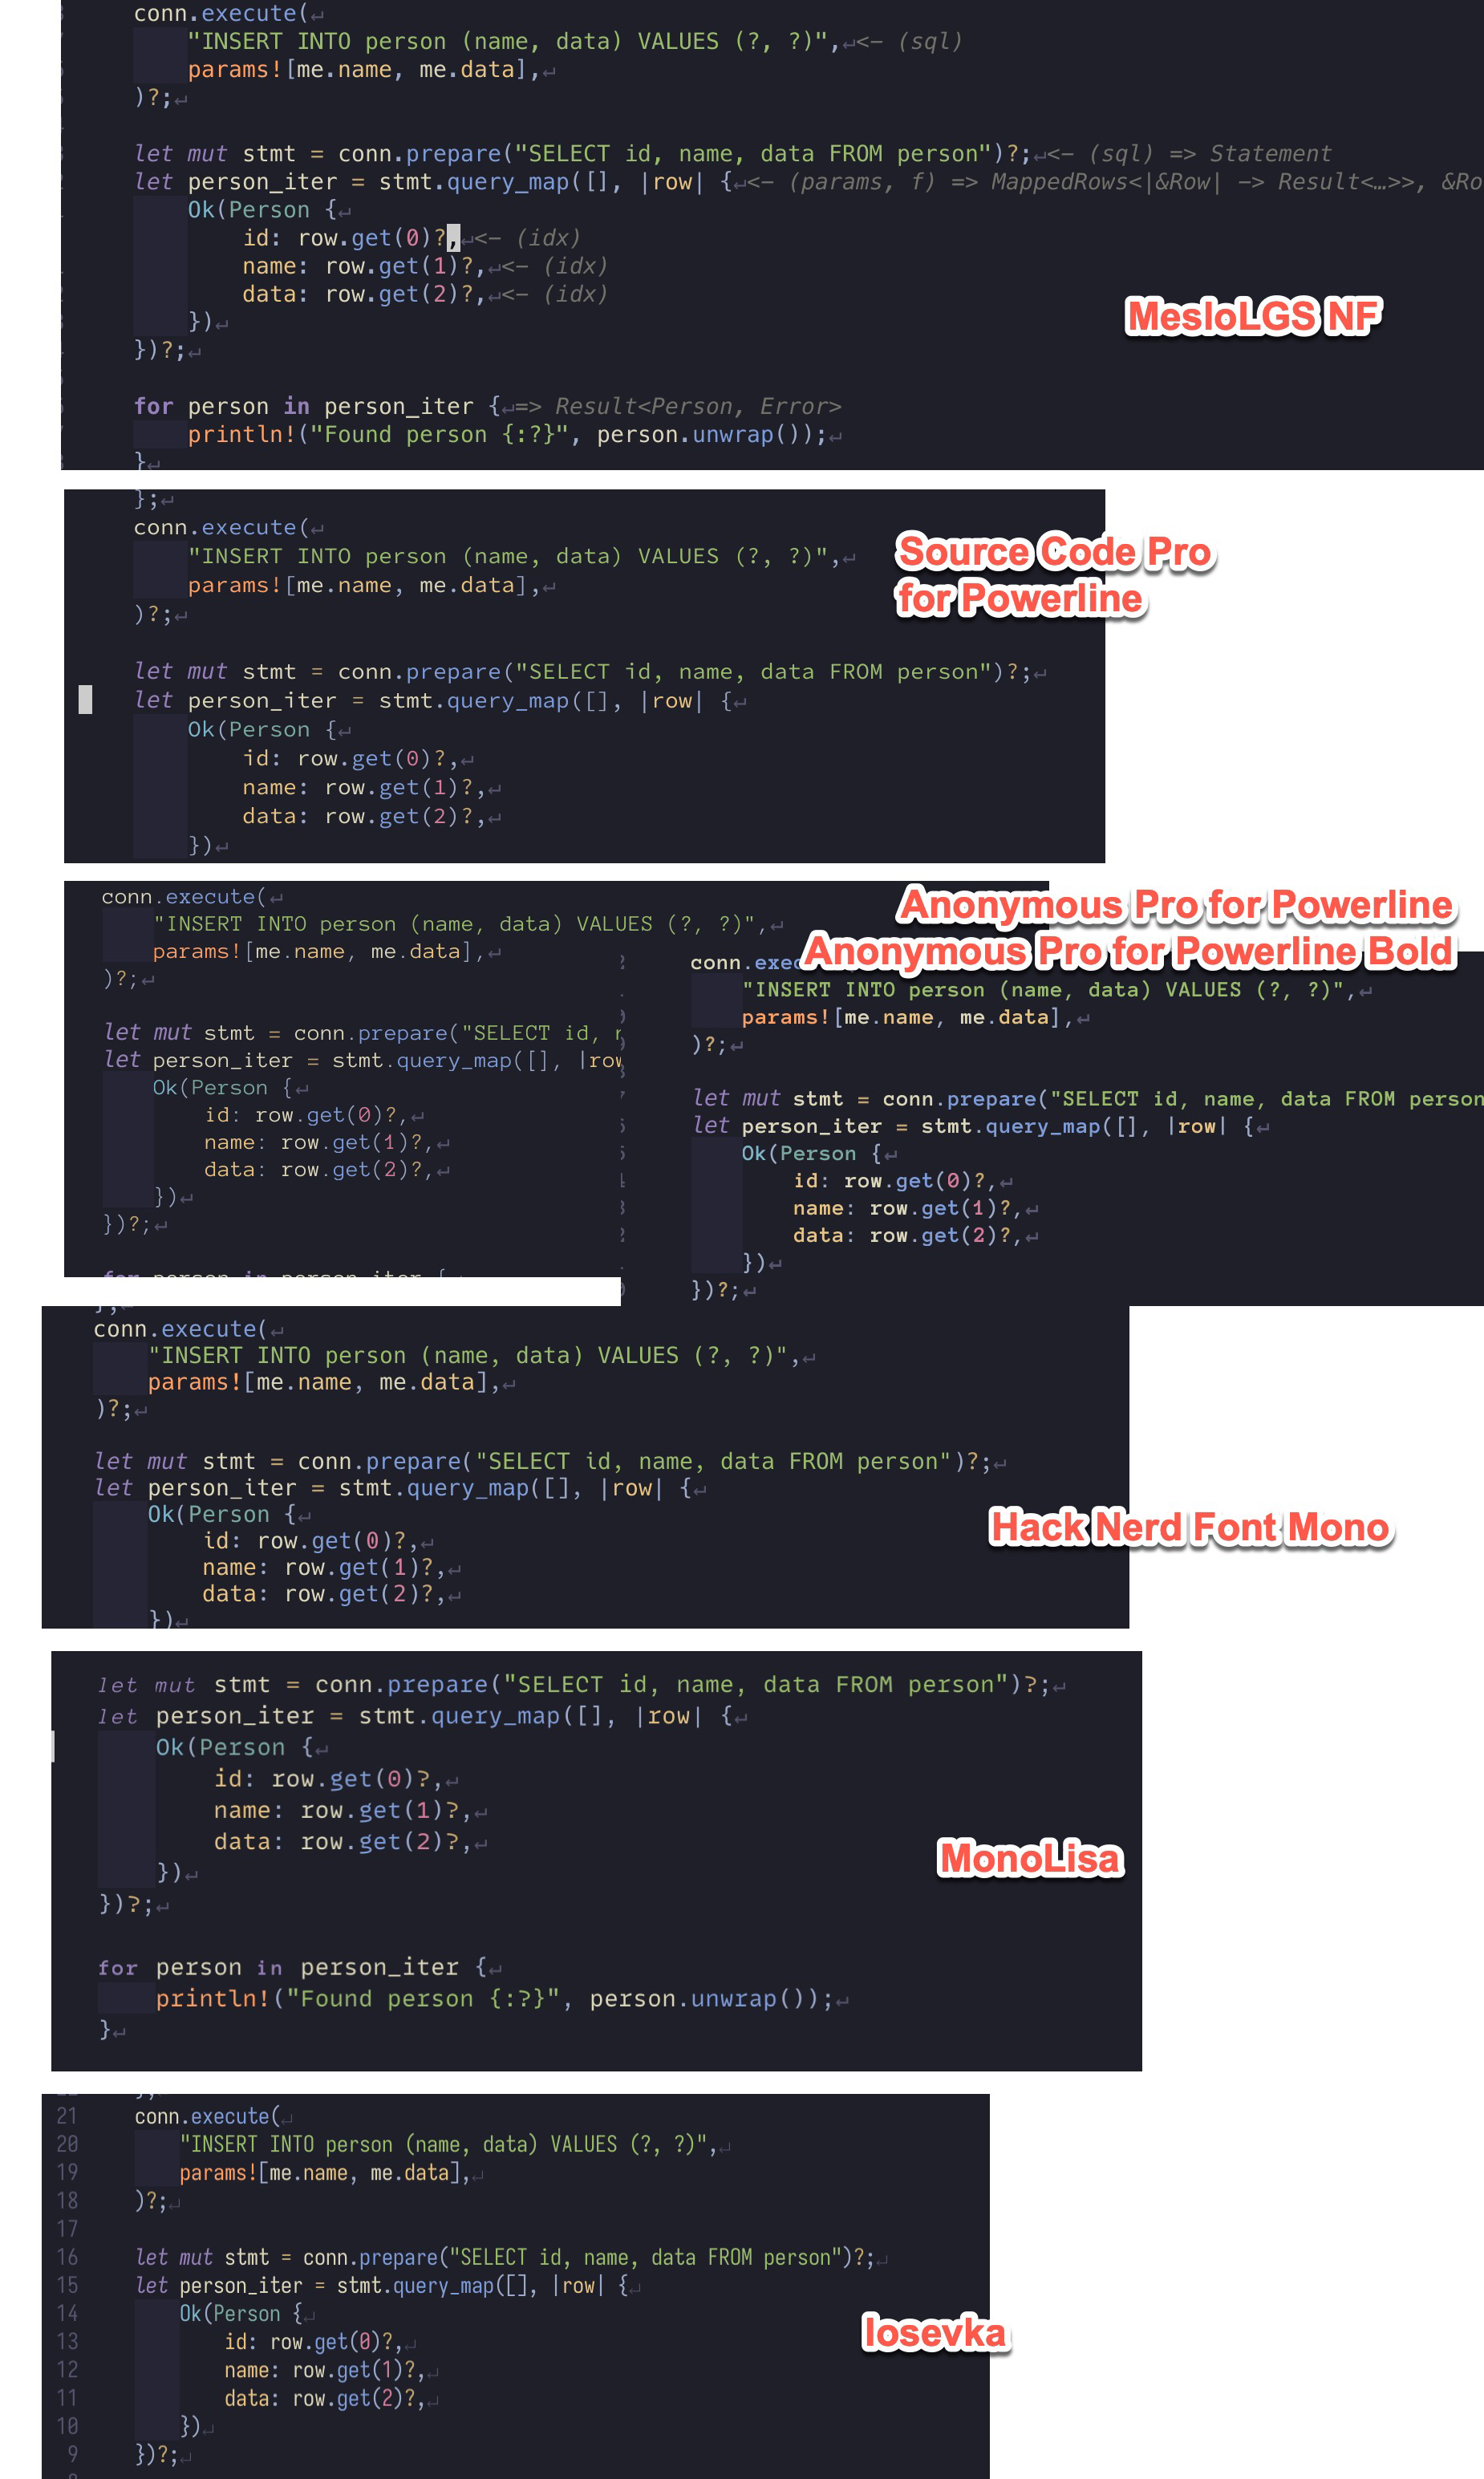 conn.execute(↵
"INSERT INTO person (name, data) VALUES (?, ?)",↵<- (sql)
params![me.name, me.data],↵
)?;↵
let mut stmt = conn.prepare("SELECT id, name, data FROM person")?;↵<- (sql) => Statement
let person_iter = stmt.query_map([], |row| {↵<- (params, f) => MappedRows<|&Row| -> Result<…>>, &Ro
Ok(Person {↵
id: row.get(0)?,↵<- (idx)
name: row.get(1)?,↵<- (idx)
data: row.get(2)?,↵<- (idx)
})↵
})?;↵
for person in person_iter {↵=> Result<Person, Error>
println!("Found person {:?}", person.unwrap());↵
}↵
MesloLGS NF
};↵
conn.execute(↵
"INSERT INTO person (name, data) VALUES (?, ?)",↵
params![me.name, me.data],↵
)?;↵
let mut stmt = conn.prepare("SELECT id, name, data FROM person")?;↵
let person_iter = stmt.query_map([], |row| {↵
Ok(Person {↵
id: row.get(0)?,↵
name: row.get(1)?,↵
data: row.get(2)?,↵
})↵
Source Code Pro
for Powerline
conn.execute(↵
"INSERT INTO person (name, data) VALUES (?, ?)",↵
params![me.name, me.data],↵
)?;↵
let mut stmt = conn.prepare("SELECT id,
let person_iter = stmt.query_map([], |row
Ok(Person {↵
id: row.get(0)?,↵
name: row.get(1)?,↵
data: row.get(2)?,↵
})↵
})?;↵
for person in person_iter {
Anonymous Pro for Powerline
Anonymous Pro for Powerline Bold
conn.exec
"INSERT INTO person (name, data) VALUES (?, ?)",↵
params![me.name, me.data],↵
)?;↵
let mut stmt = conn.prepare("SELECT id, name, data FROM person
let person_iter = stmt.query_map([], |row| {↵
Ok(Person {↵
id: row.get(0)?,↵
name: row.get(1)?,↵
data: row.get(2)?,↵
})↵
})?;↵
conn.execute(↵
"INSERT INTO person (name, data) VALUES (?, ?)",↵
params![me.name, me.data],↵
)?;↵
let mut stmt = conn.prepare("SELECT id, name, data FROM person")?;↵
let person_iter = stmt.query_map([], |row| {↵
Ok(Person {↵
id: row.get(0)?,↵
name: row.get(1)?,↵
data: row.get(2)?,↵
})↵
Hack Nerd Font Mono
let mut stmt = conn.prepare("SELECT id, name, data FROM person")?;↵
let person_iter = stmt.query_map([], |row| {↵
Ok(Person {↵
id: row.get(0)?,↵
name: row.get(1)?,↵
data: row.get(2)?,↵
})↵
})?;↵
for person in person_iter {↵
println!("Found person {:?}", person.unwrap());↵
}↵
MonoLisa
21 conn.execute(↵
20 "INSERT INTO person (name, data) VALUES (?, ?)",↵
19 params![me.name, me.data],↵
18 )?;↵
17
16 let mut stmt = conn.prepare("SELECT id, name, data FROM person")?;↵
15 let person_iter = stmt.query_map([], |row| {↵
14 Ok(Person {↵
13 id: row.get(0)?,↵
12 name: row.get(1)?,↵
11 data: row.get(2)?,↵
10 })↵
9 })?;↵
Iosevka